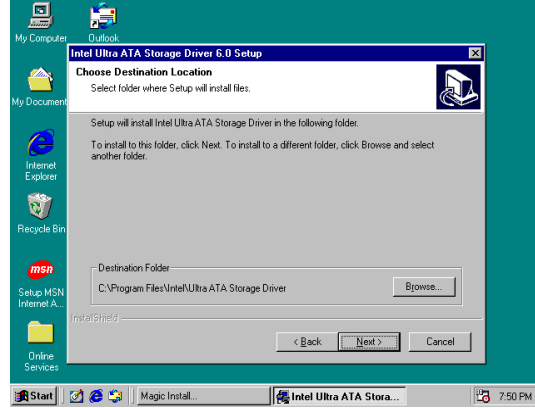 My Computer
Outlook
My Document
Internet
Explorer
Recycle Bin
msn
Setup MSN
Internet A...
Online
Services
Intel Ultra ATA Storage Driver 6.0 Setup
Choose Destination Location
Select folder where Setup will install files.
Setup will install Intel Ultra ATA Storage Driver in the following folder.
To install to this folder, click Next. To install to a different folder, click Browse and select
another folder.
Destination Folder
C:\Program Files\Intel\Ultra ATA Storage Driver
Browse...
InstallShield
< Back
Next >
Cancel
Start
Magic Install...
Intel Ultra ATA Stora...
7:50 PM